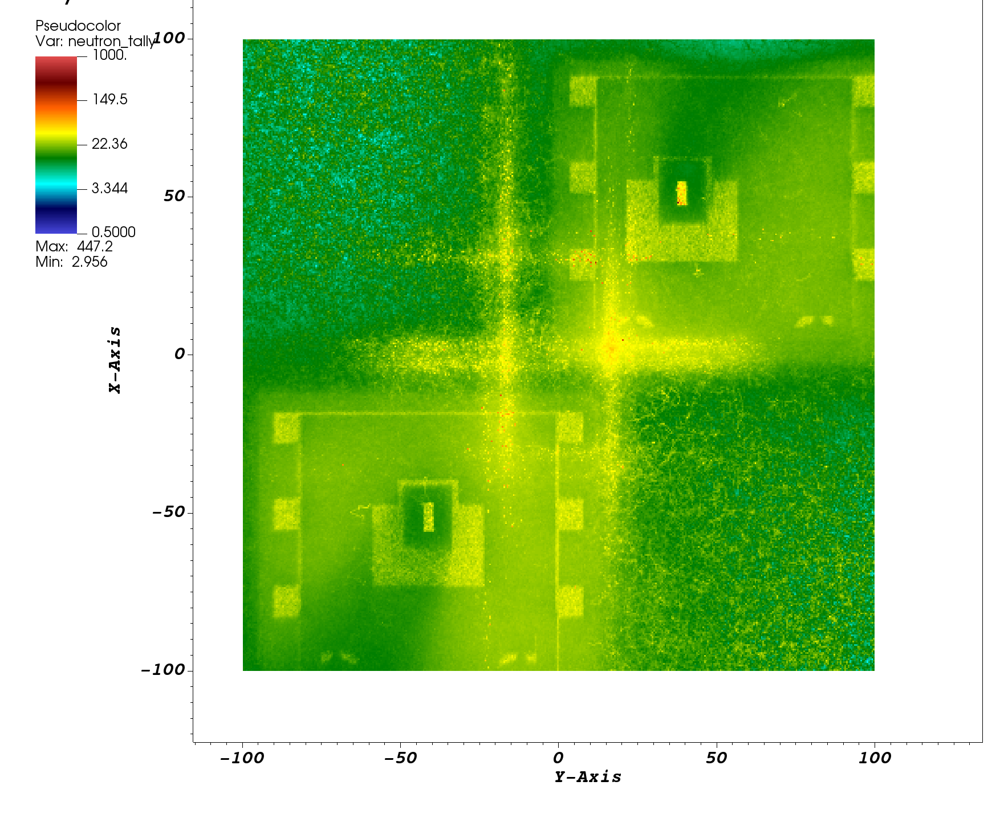 Pseudocolor
Var: neutron_tally
1000.
149.5
22.36
3.344
0.5000
Max: 447.2
Min: 2.956
100
50
0
-50
-100
X-Axis
-100
-50
0
50
100
Y-Axis